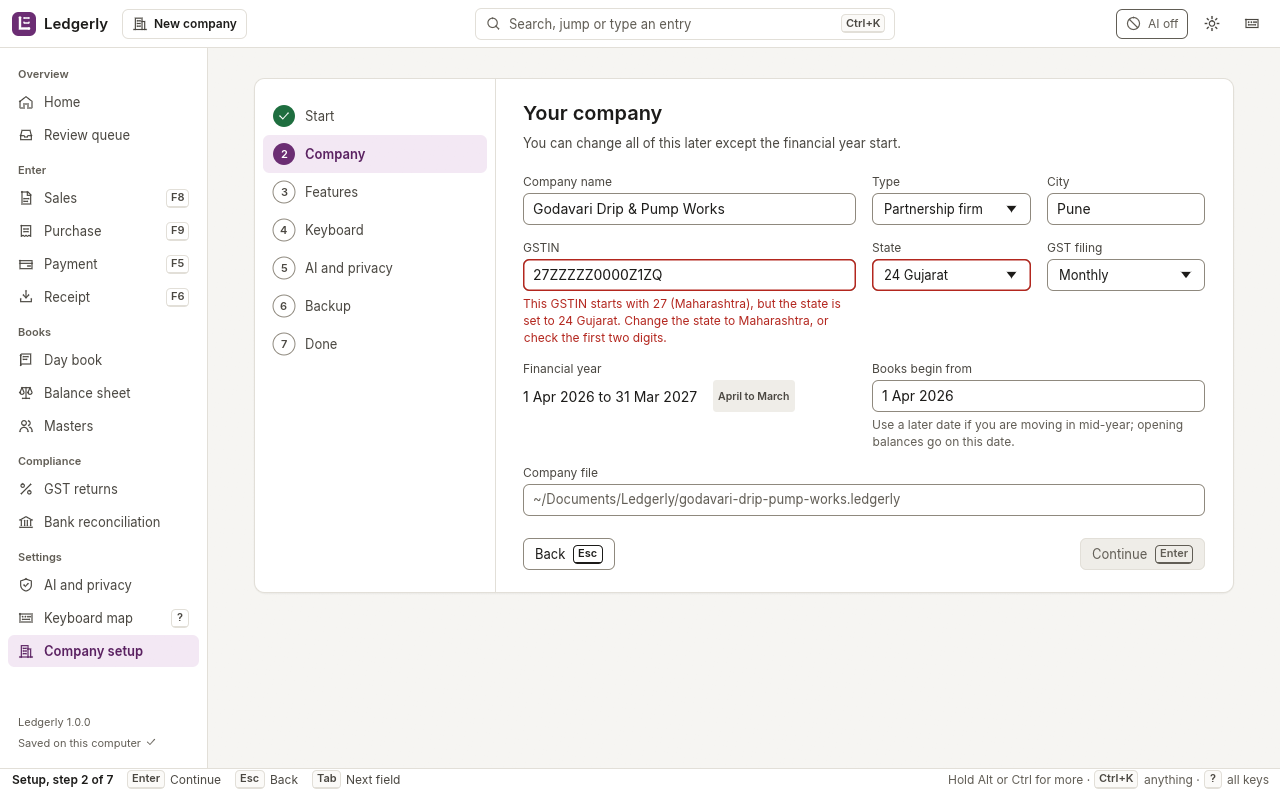 Ledgerly
New company
Search, jump or type an entry
Ctrl+K
AI off
Overview
Home
Review queue
Enter
Sales F8
Purchase F9
Payment F5
Receipt F6
Books
Day book
Balance sheet
Masters
Compliance
GST returns
Bank reconciliation
Settings
AI and privacy
Keyboard map ?
Company setup
Ledgerly 1.0.0
Saved on this computer
Start
2 Company
3 Features
4 Keyboard
5 AI and privacy
6 Backup
7 Done
Your company
You can change all of this later except the financial year start.
Company name
Godavari Drip & Pump Works
Type
Partnership firm
City
Pune
GSTIN
27ZZZZZ0000Z1ZQ
This GSTIN starts with 27 (Maharashtra), but the state is
set to 24 Gujarat. Change the state to Maharashtra, or
check the first two digits.
State
24 Gujarat
GST filing
Monthly
Financial year
1 Apr 2026 to 31 Mar 2027 April to March
Books begin from
1 Apr 2026
Use a later date if you are moving in mid-year; opening
balances go on this date.
Company file
~/Documents/Ledgerly/godavari-drip-pump-works.ledgerly
Back Esc
Continue Enter
Setup, step 2 of 7 Enter Continue Esc Back Tab Next field
Hold Alt or Ctrl for more · Ctrl+K anything · ? all keys